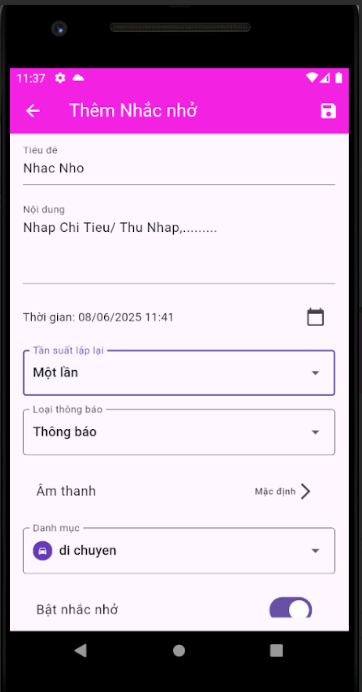 11:37
Thêm Nhắc nhở
Tiêu đề
Nhac Nho
Nội dung
Nhap Chi Tieu/ Thu Nhap,.........
Thời gian: 08/06/2025 11:41
Tần suất lặp lại
Một lần
Loại thông báo
Thông báo
Âm thanh
Mặc định
Danh mục
di chuyen
Bật nhắc nhở